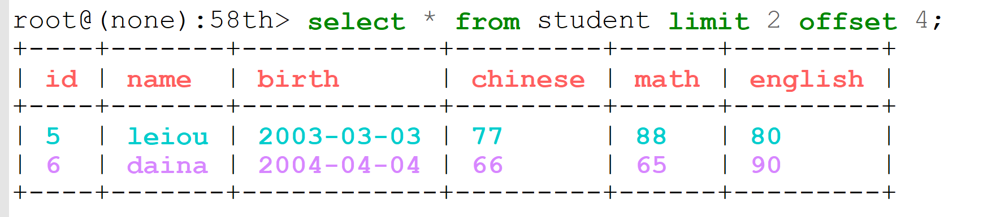 root@(none):58th> select * from student limit 2 offset 4;
+----+-------+------------+---------+------+---------+
| id | name  | birth      | chinese | math | english |
+----+-------+------------+---------+------+---------+
| 5  | leiou | 2003-03-03 | 77      | 88   | 80      |
| 6  | daina | 2004-04-04 | 66      | 65   | 90      |
+----+-------+------------+---------+------+---------+